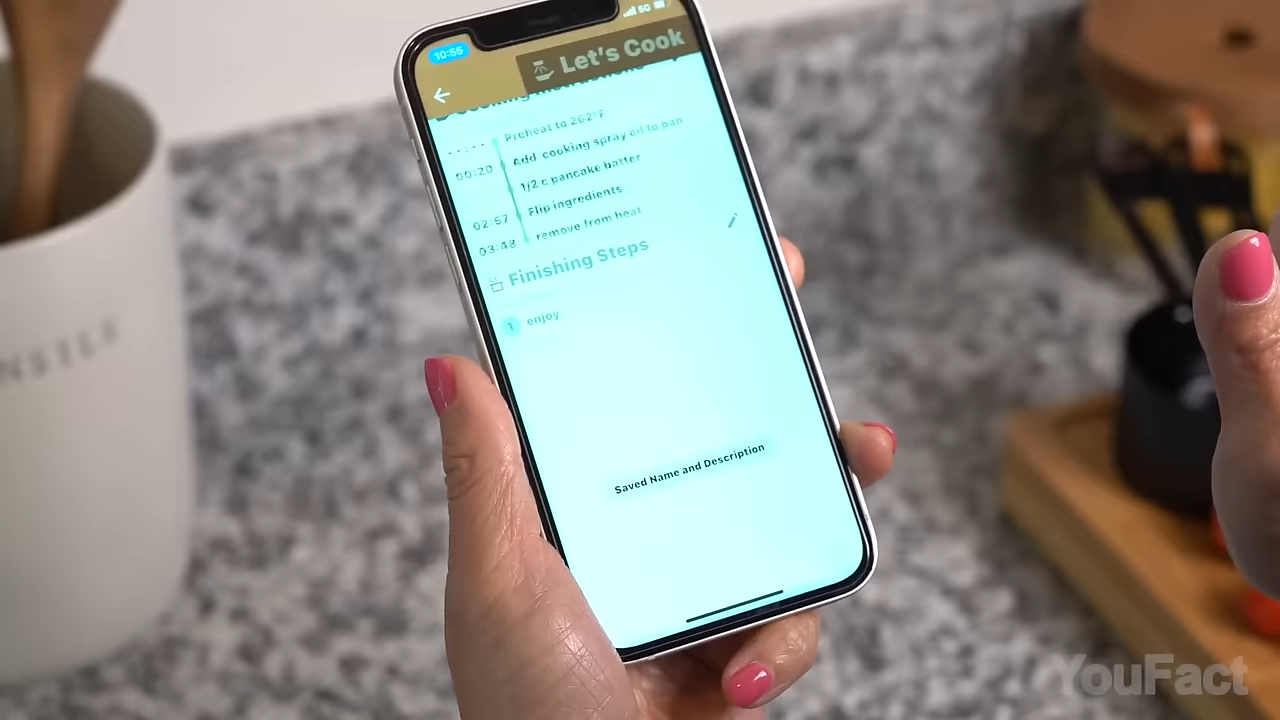 10:55
5G
Let's Cook
Preheat to 262°F
00:20
Add cooking spray oil to pan
1/2 c pancake batter
02:57
Flip ingredients
03:48
remove from heat
Finishing Steps
1 enjoy
Saved Name and Description
YouFact